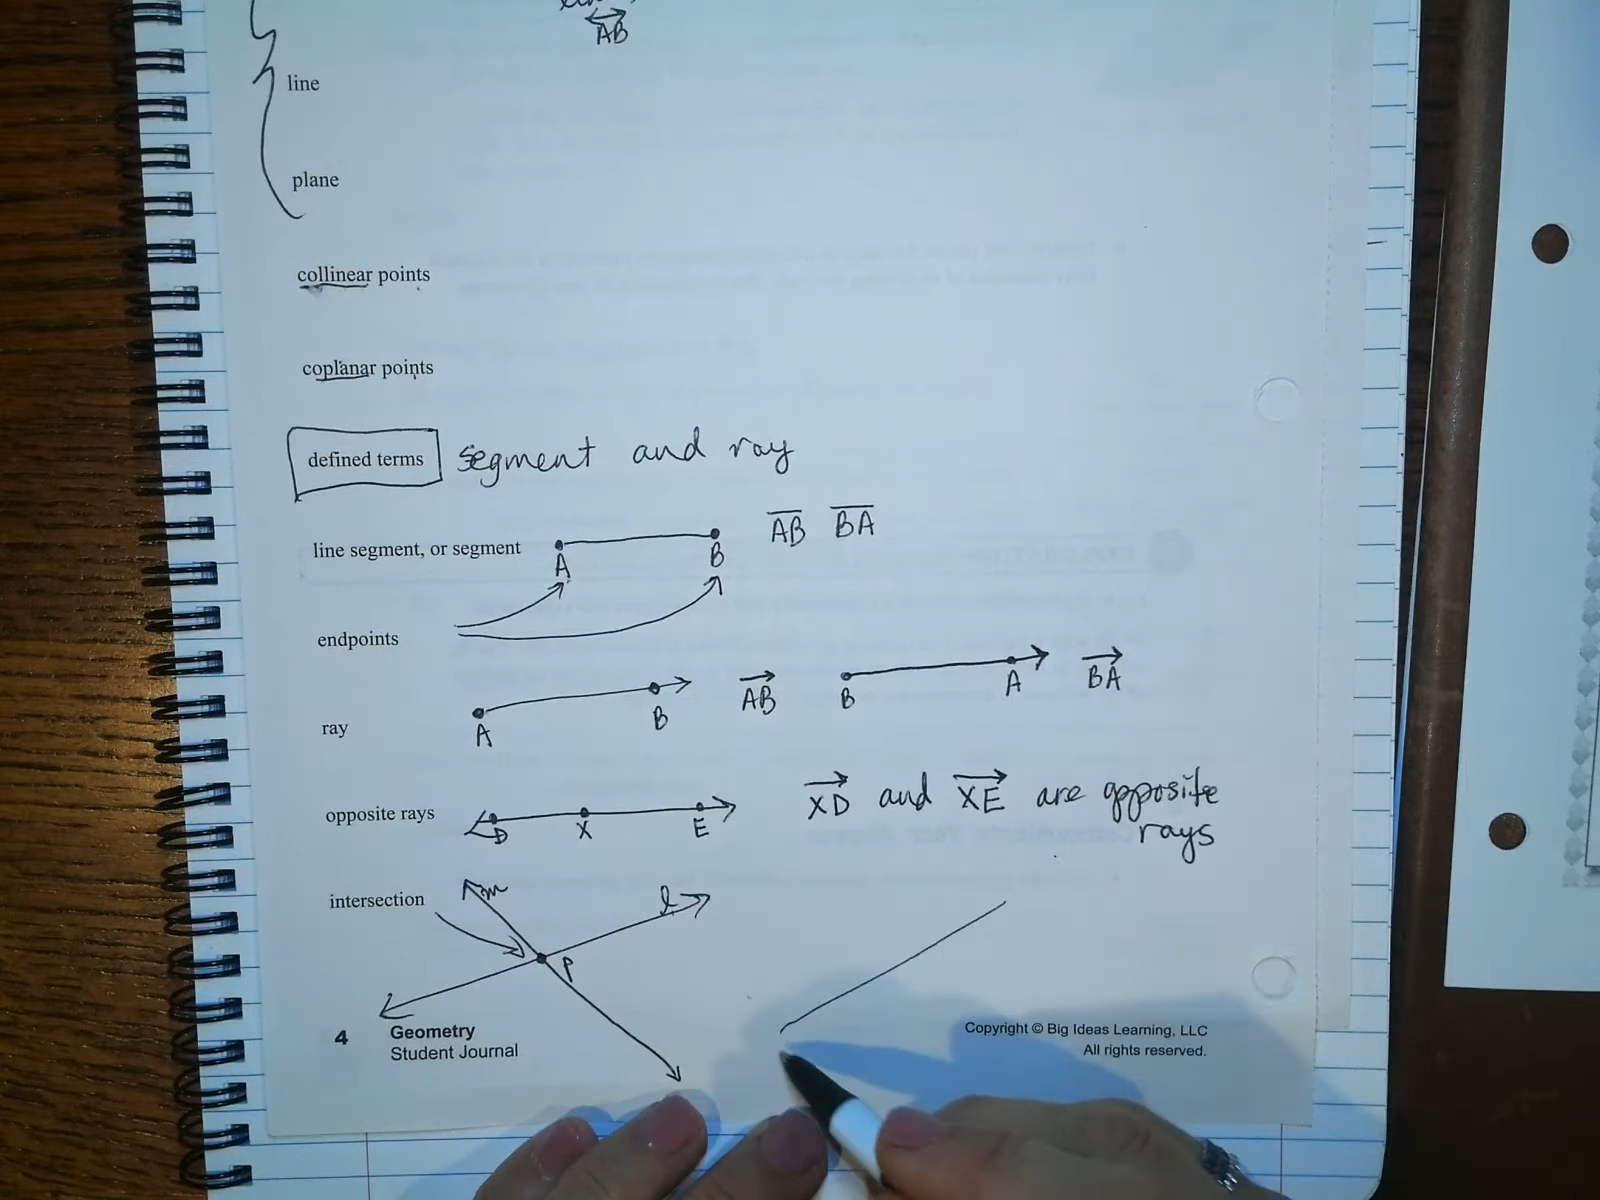 AB
line
plane
collinear points
coplanar points
defined terms segment and ray
line segment, or segment A B AB BA
endpoints
ray A B AB B A BA
opposite rays D X E XD and XE are opposite
rays
intersection m l
P
4 Geometry
Student Journal
Copyright © Big Ideas Learning, LLC
All rights reserved.